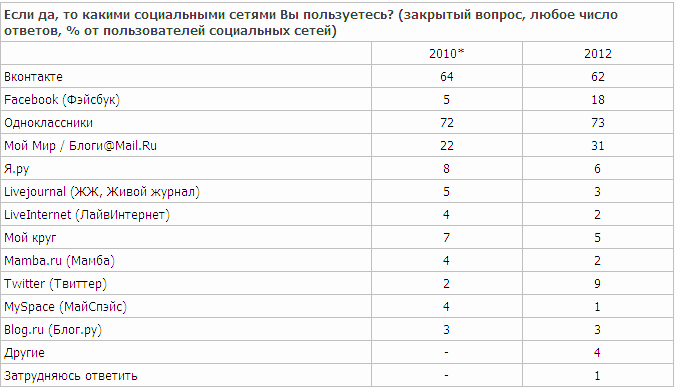 Если да, то какими социальными сетями Вы пользуетесь? (закрытый вопрос, любое число
ответов, % от пользователей социальных сетей)
2010* 2012
Вконтакте 64 62
Facebook (Фэйсбук) 5 18
Одноклассники 72 73
Мой Мир / Блоги@Mail.Ru 22 31
Я.ру 8 6
Livejournal (ЖЖ, Живой журнал) 5 3
LiveInternet (ЛайвИнтернет) 4 2
Мой круг 7 5
Mamba.ru (Мамба) 4 2
Twitter (Твиттер) 2 9
MySpace (МайСпэйс) 4 1
Blog.ru (Блог.ру) 3 3
Другие - 4
Затрудняюсь ответить - 1